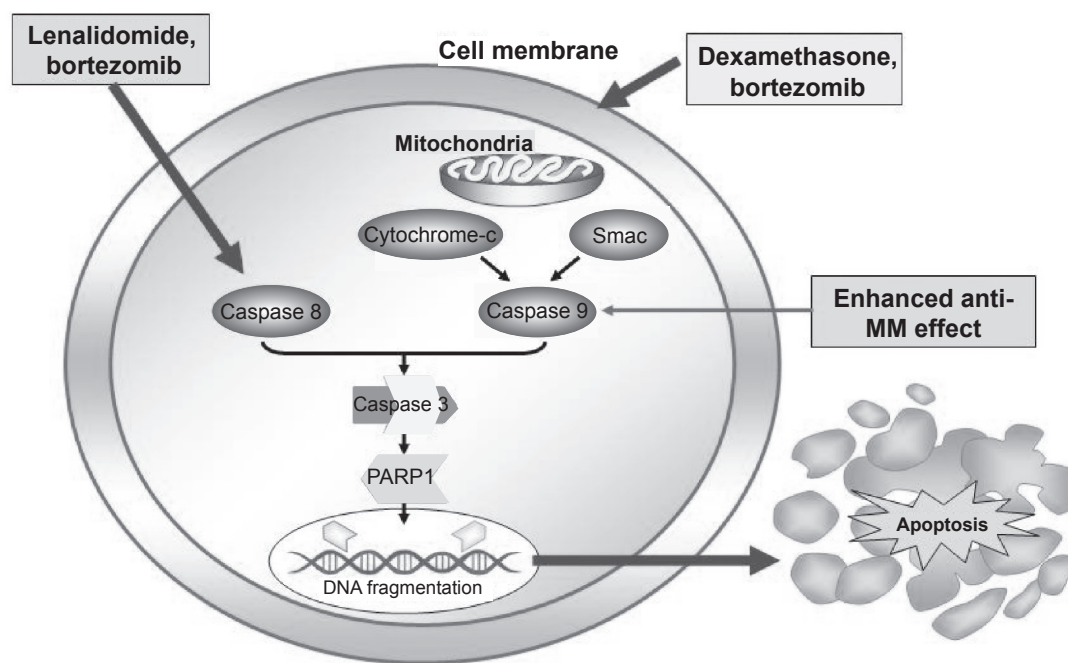 Lenalidomide,
bortezomib
Cell membrane
Dexamethasone,
bortezomib
Mitochondria
Cytochrome-c
Smac
Caspase 8
Caspase 9
Enhanced anti-
MM effect
Caspase 3
PARP1
Apoptosis
DNA fragmentation